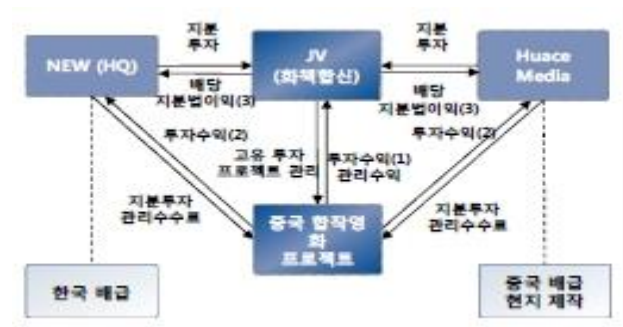 지분
투자
지분
투자
NEW (HQ)
JV
(화책합신)
Huace
Media
배당
지분법이익(3)
배당
지분법이익(3)
투자수익(2)
투자수익(2)
고유 투자
프로젝트 관리
투자수익(1)
관리수익
지분투자
관리수수료
지분투자
관리수수료
중국 합작영
화
프로젝트
한국 배급
중국 배급
현지 제작